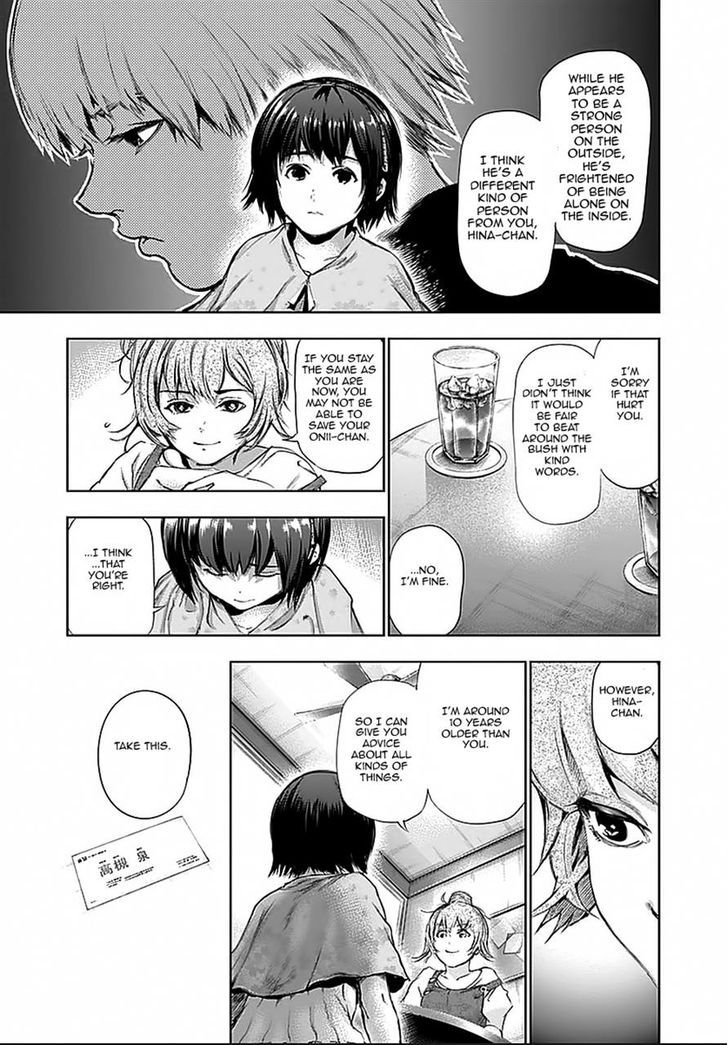 WHILE HE
APPEARS
TO BE A
STRONG
PERSON
ON THE
OUTSIDE,
HE'S
FRIGHTENED
OF BEING
ALONE ON
THE INSIDE.
I THINK
HE'S A
DIFFERENT
KIND OF
PERSON
FROM YOU,
HINA-CHAN.
I'M
SORRY
IF THAT
HURT
YOU.
I JUST
DIDN'T THINK
IT WOULD
BE FAIR
TO BEAT
AROUND
THE BUSH
WITH KIND
WORDS.
...NO,
I'M FINE.
IF YOU STAY
THE SAME AS
YOU ARE
NOW, YOU
MAY NOT BE
ABLE TO
SAVE YOUR
ONII-CHAN.
...I THINK
...THAT
YOU'RE
RIGHT.
HOWEVER,
HINA-
CHAN.
I'M AROUND
10 YEARS
OLDER THAN
YOU.
SO I CAN
GIVE YOU
ADVICE
ABOUT ALL
KINDS OF
THINGS.
TAKE THIS.
高槻 泉